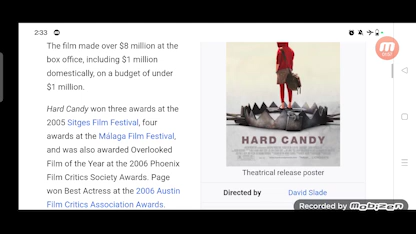 2:33
The film made over $8 million at the
box office, including $1 million
domestically, on a budget of under
$1 million.
Hard Candy won three awards at the
2005 Sitges Film Festival, four
awards at the Málaga Film Festival,
and was also awarded Overlooked
Film of the Year at the 2006 Phoenix
Film Critics Society Awards. Page
won Best Actress at the 2006 Austin
Film Critics Association Awards.
HARD CANDY
Theatrical release poster
Directed by David Slade
Recorded by Mobizen